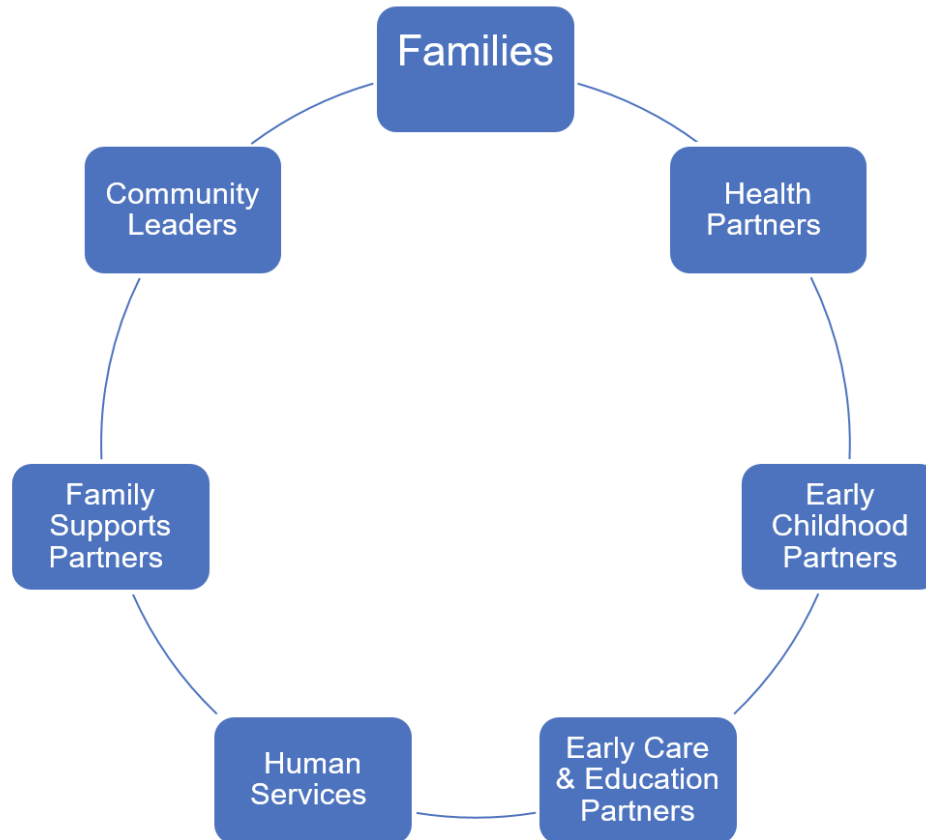 Families
Health
Partners
Early
Childhood
Partners
Early Care
& Education
Partners
Human
Services
Family
Supports
Partners
Community
Leaders